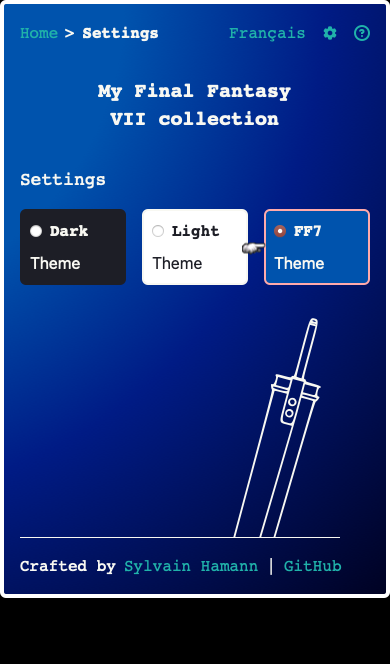 Home > Settings Français
My Final Fantasy
VII collection
Settings
Dark Light FF7
Theme Theme Theme
Crafted by Sylvain Hamann | GitHub